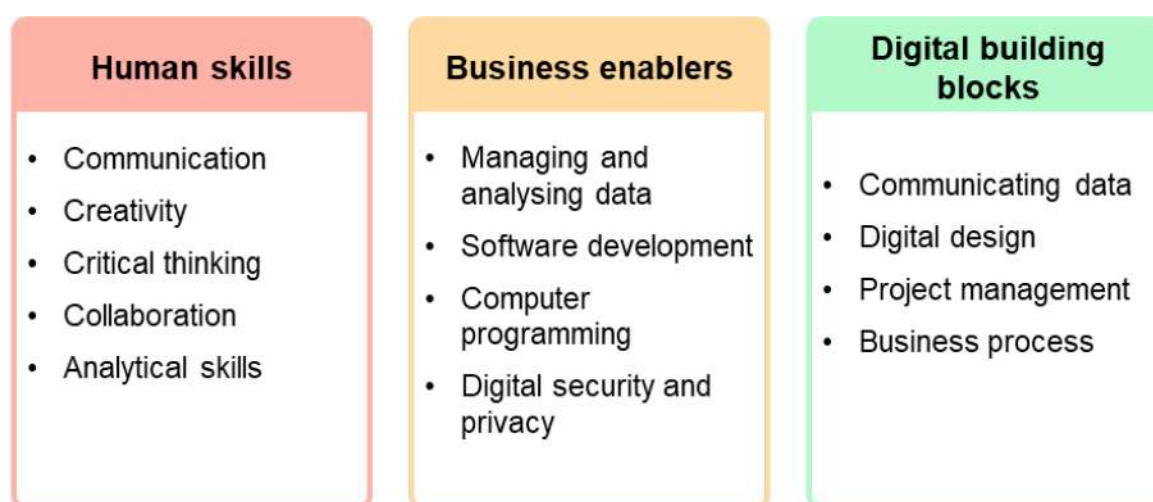 Human skills
• Communication
• Creativity
• Critical thinking
• Collaboration
• Analytical skills
Business enablers
• Managing and
analysing data
• Software development
• Computer
programming
• Digital security and
privacy
Digital building
blocks
• Communicating data
• Digital design
• Project management
• Business process